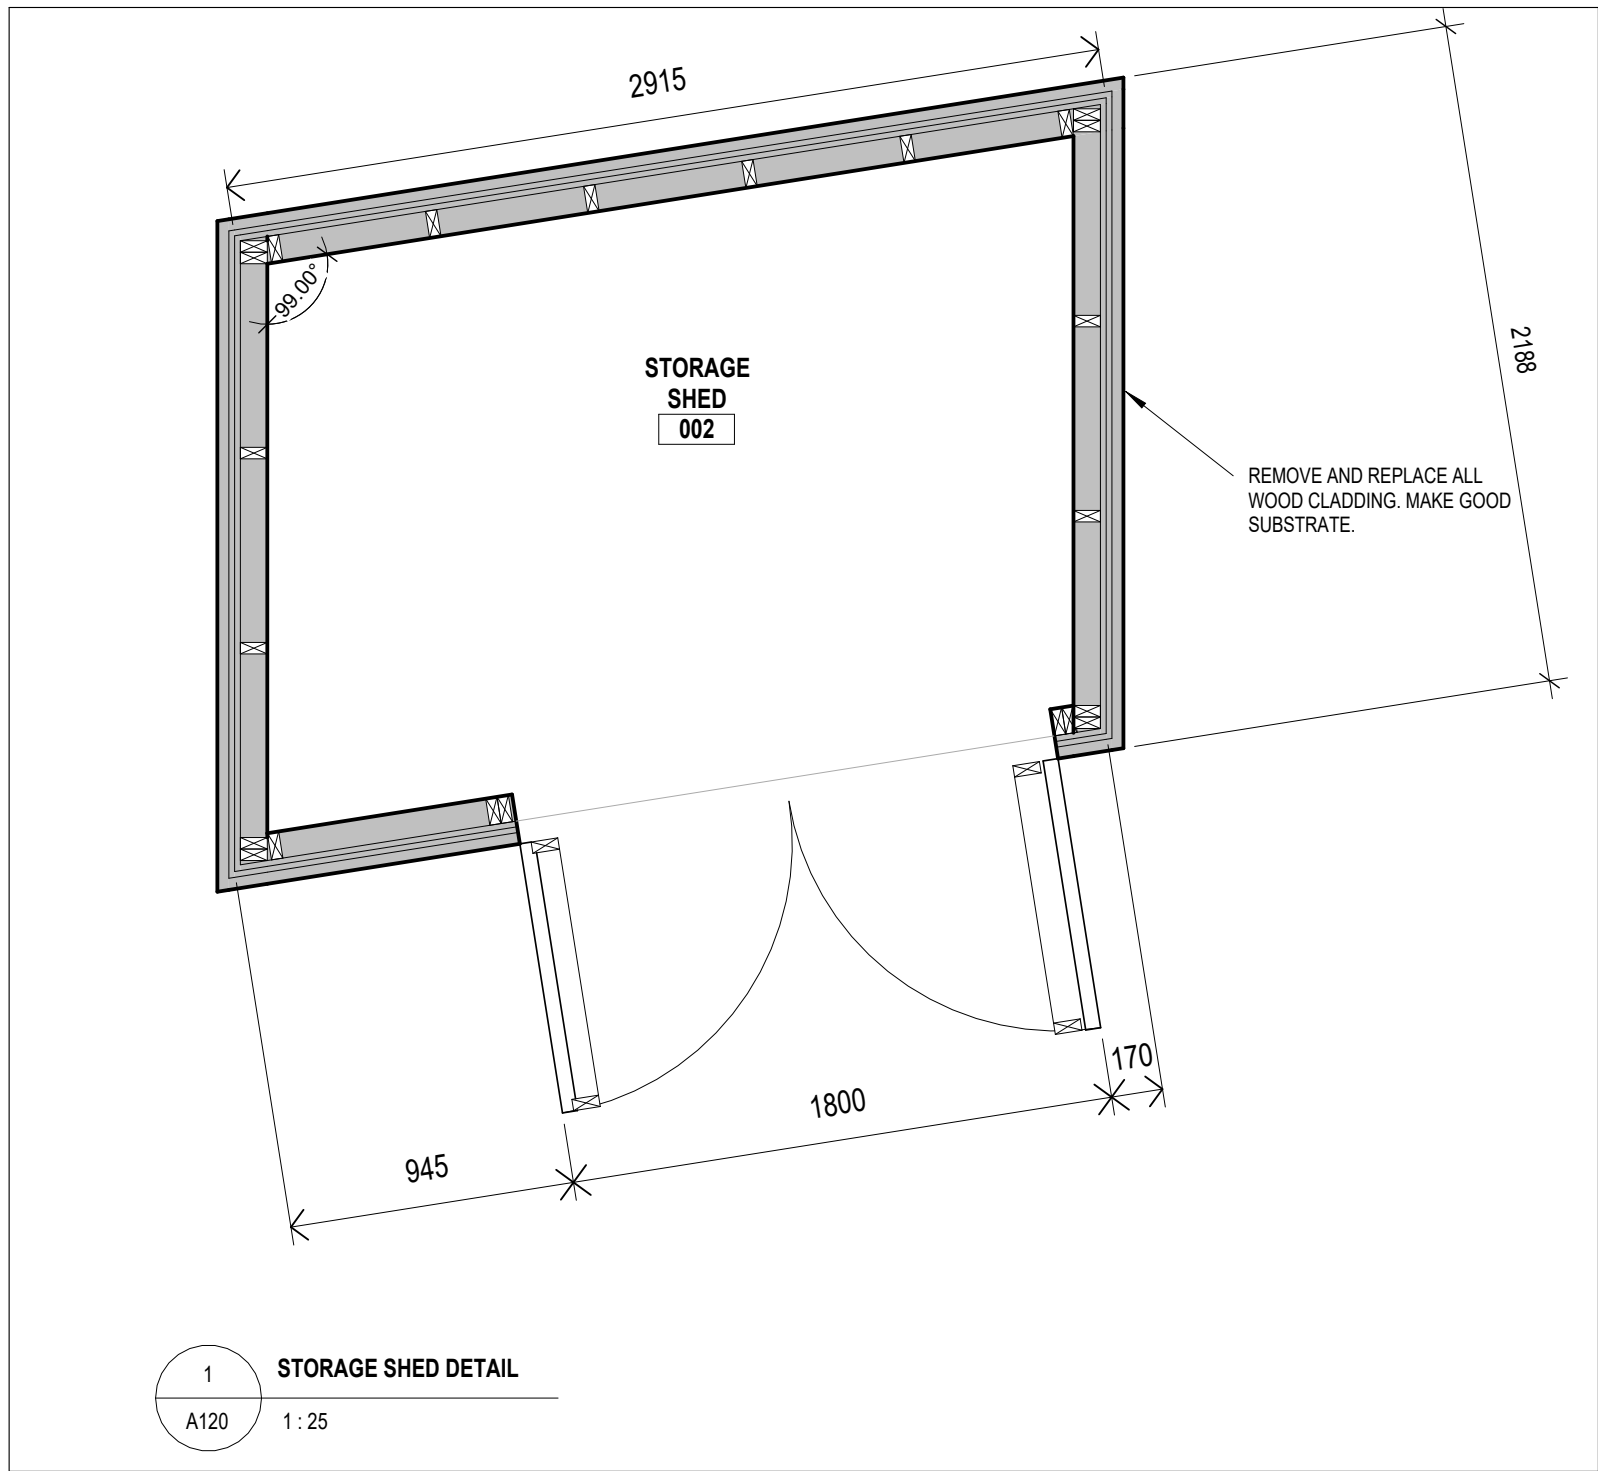 2915
99.00°
STORAGE
SHED
002
2188
REMOVE AND REPLACE ALL
WOOD CLADDING. MAKE GOOD
SUBSTRATE.
170
1800
945
1
STORAGE SHED DETAIL
A120
1 : 25